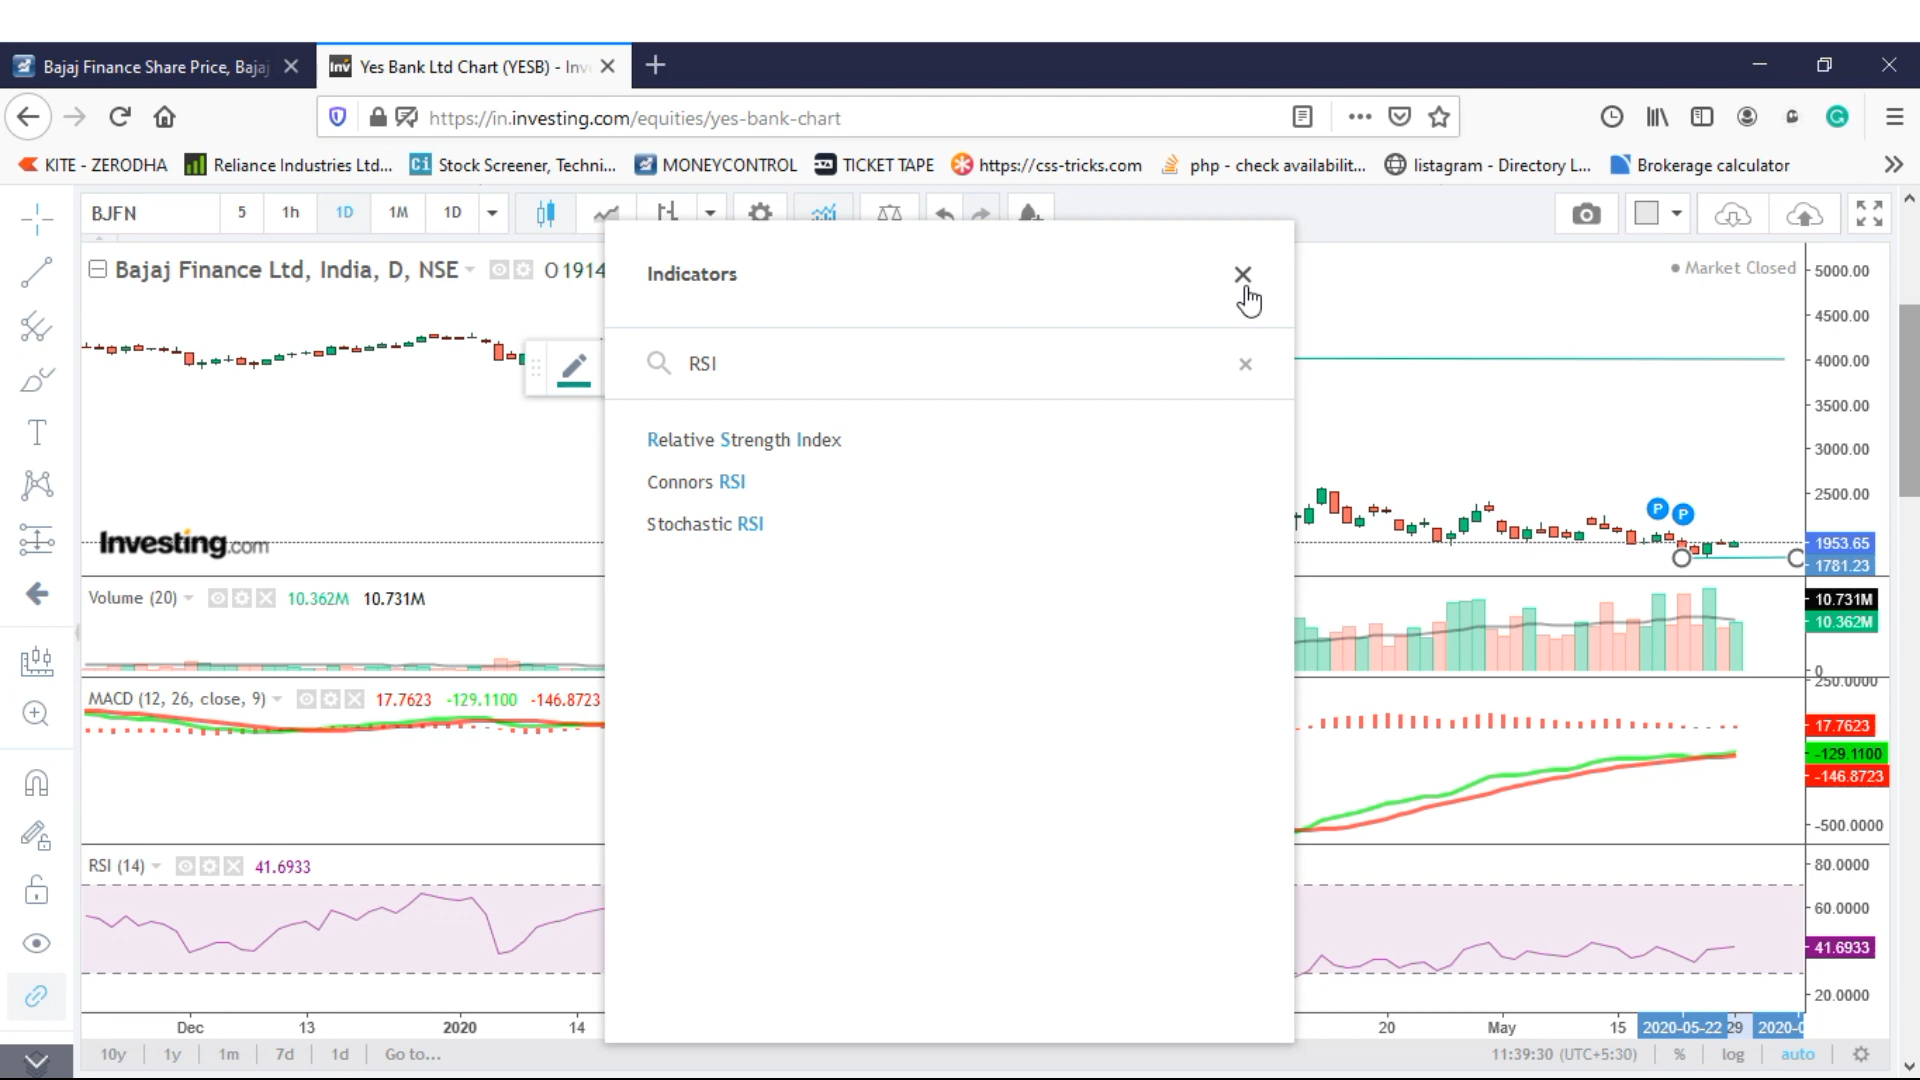 Bajaj Finance Share Price, Bajaj
Yes Bank Ltd Chart (YESB) - Inv
https://in.investing.com/equities/yes-bank-chart
KITE - ZERODHA
Reliance Industries Ltd...
Stock Screener, Techni...
MONEYCONTROL
TICKET TAPE
https://css-tricks.com
php - check availabilit...
listagram - Directory L...
Brokerage calculator
BJFN 5 1h 1D 1M 1D
Bajaj Finance Ltd, India, D, NSE O1914
Market Closed
Indicators
RSI
Relative Strength Index
Connors RSI
Stochastic RSI
Investing.com
P P
5000.00
4500.00
4000.00
3500.00
3000.00
2500.00
1953.65
1781.23
Volume (20) 10.362M 10.731M
10.731M
10.362M
0
MACD (12, 26, close, 9) 17.7623 -129.1100 -146.8723
250.0000
17.7623
-129.1100
-146.8723
-500.0000
RSI (14) 41.6933
80.0000
60.0000
41.6933
20.0000
Dec 13 2020 14 20 May 15 2020-05-22 29 2020-0
10y 1y 1m 7d 1d Go to... 11:39:30 (UTC+5:30) % log auto